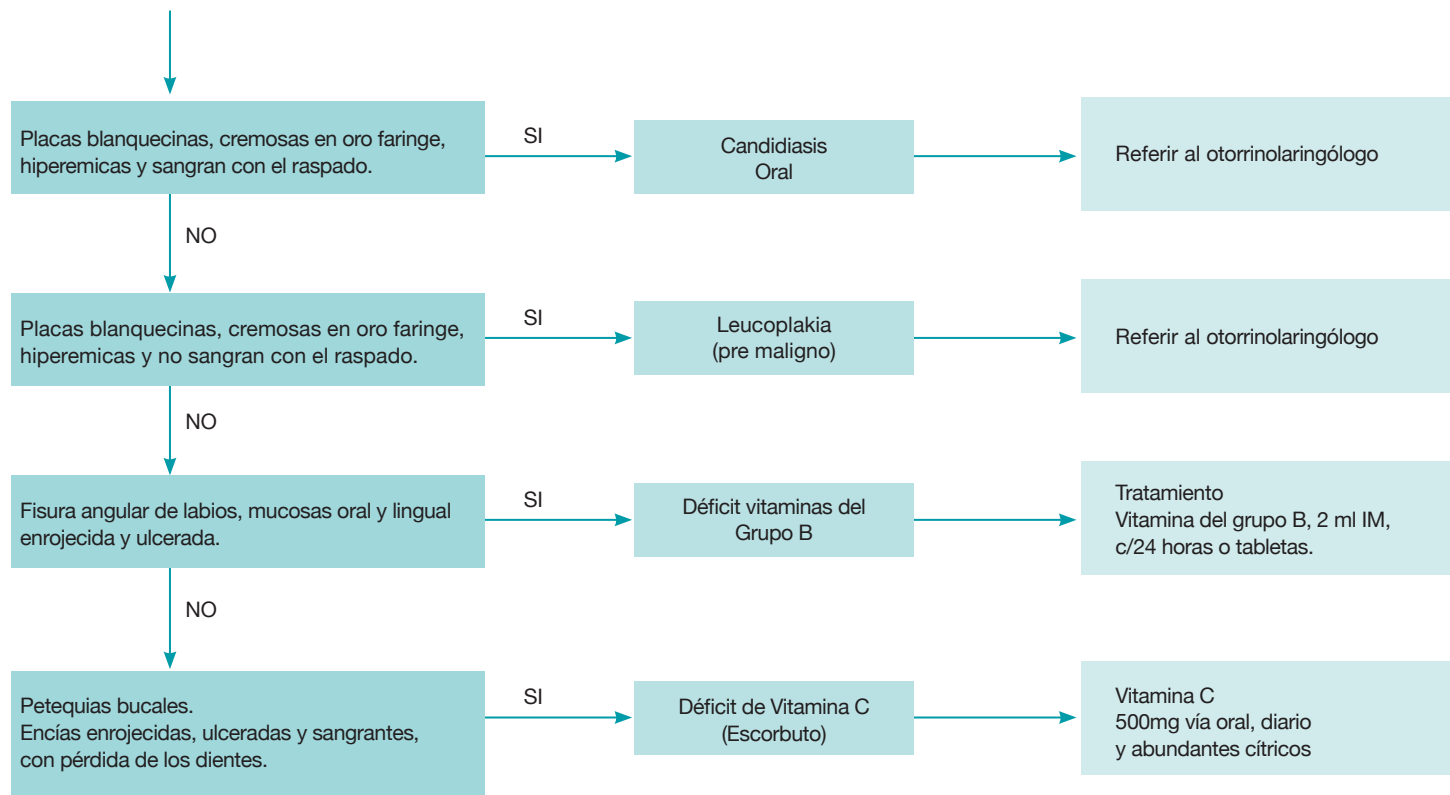 Placas blanquecinas, cremosas en oro faringe,
hiperemicas y sangran con el raspado.
SI
Candidiasis
Oral
Referir al otorrinolaringólogo
NO
Placas blanquecinas, cremosas en oro faringe,
hiperemicas y no sangran con el raspado.
SI
Leucoplakia
(pre maligno)
Referir al otorrinolaringólogo
NO
Fisura angular de labios, mucosas oral y lingual
enrojecida y ulcerada.
SI
Déficit vitaminas del
Grupo B
Tratamiento
Vitamina del grupo B, 2 ml IM,
c/24 horas o tabletas.
NO
Petequias bucales.
Encías enrojecidas, ulceradas y sangrantes,
con pérdida de los dientes.
SI
Déficit de Vitamina C
(Escorbuto)
Vitamina C
500mg vía oral, diario
y abundantes cítricos